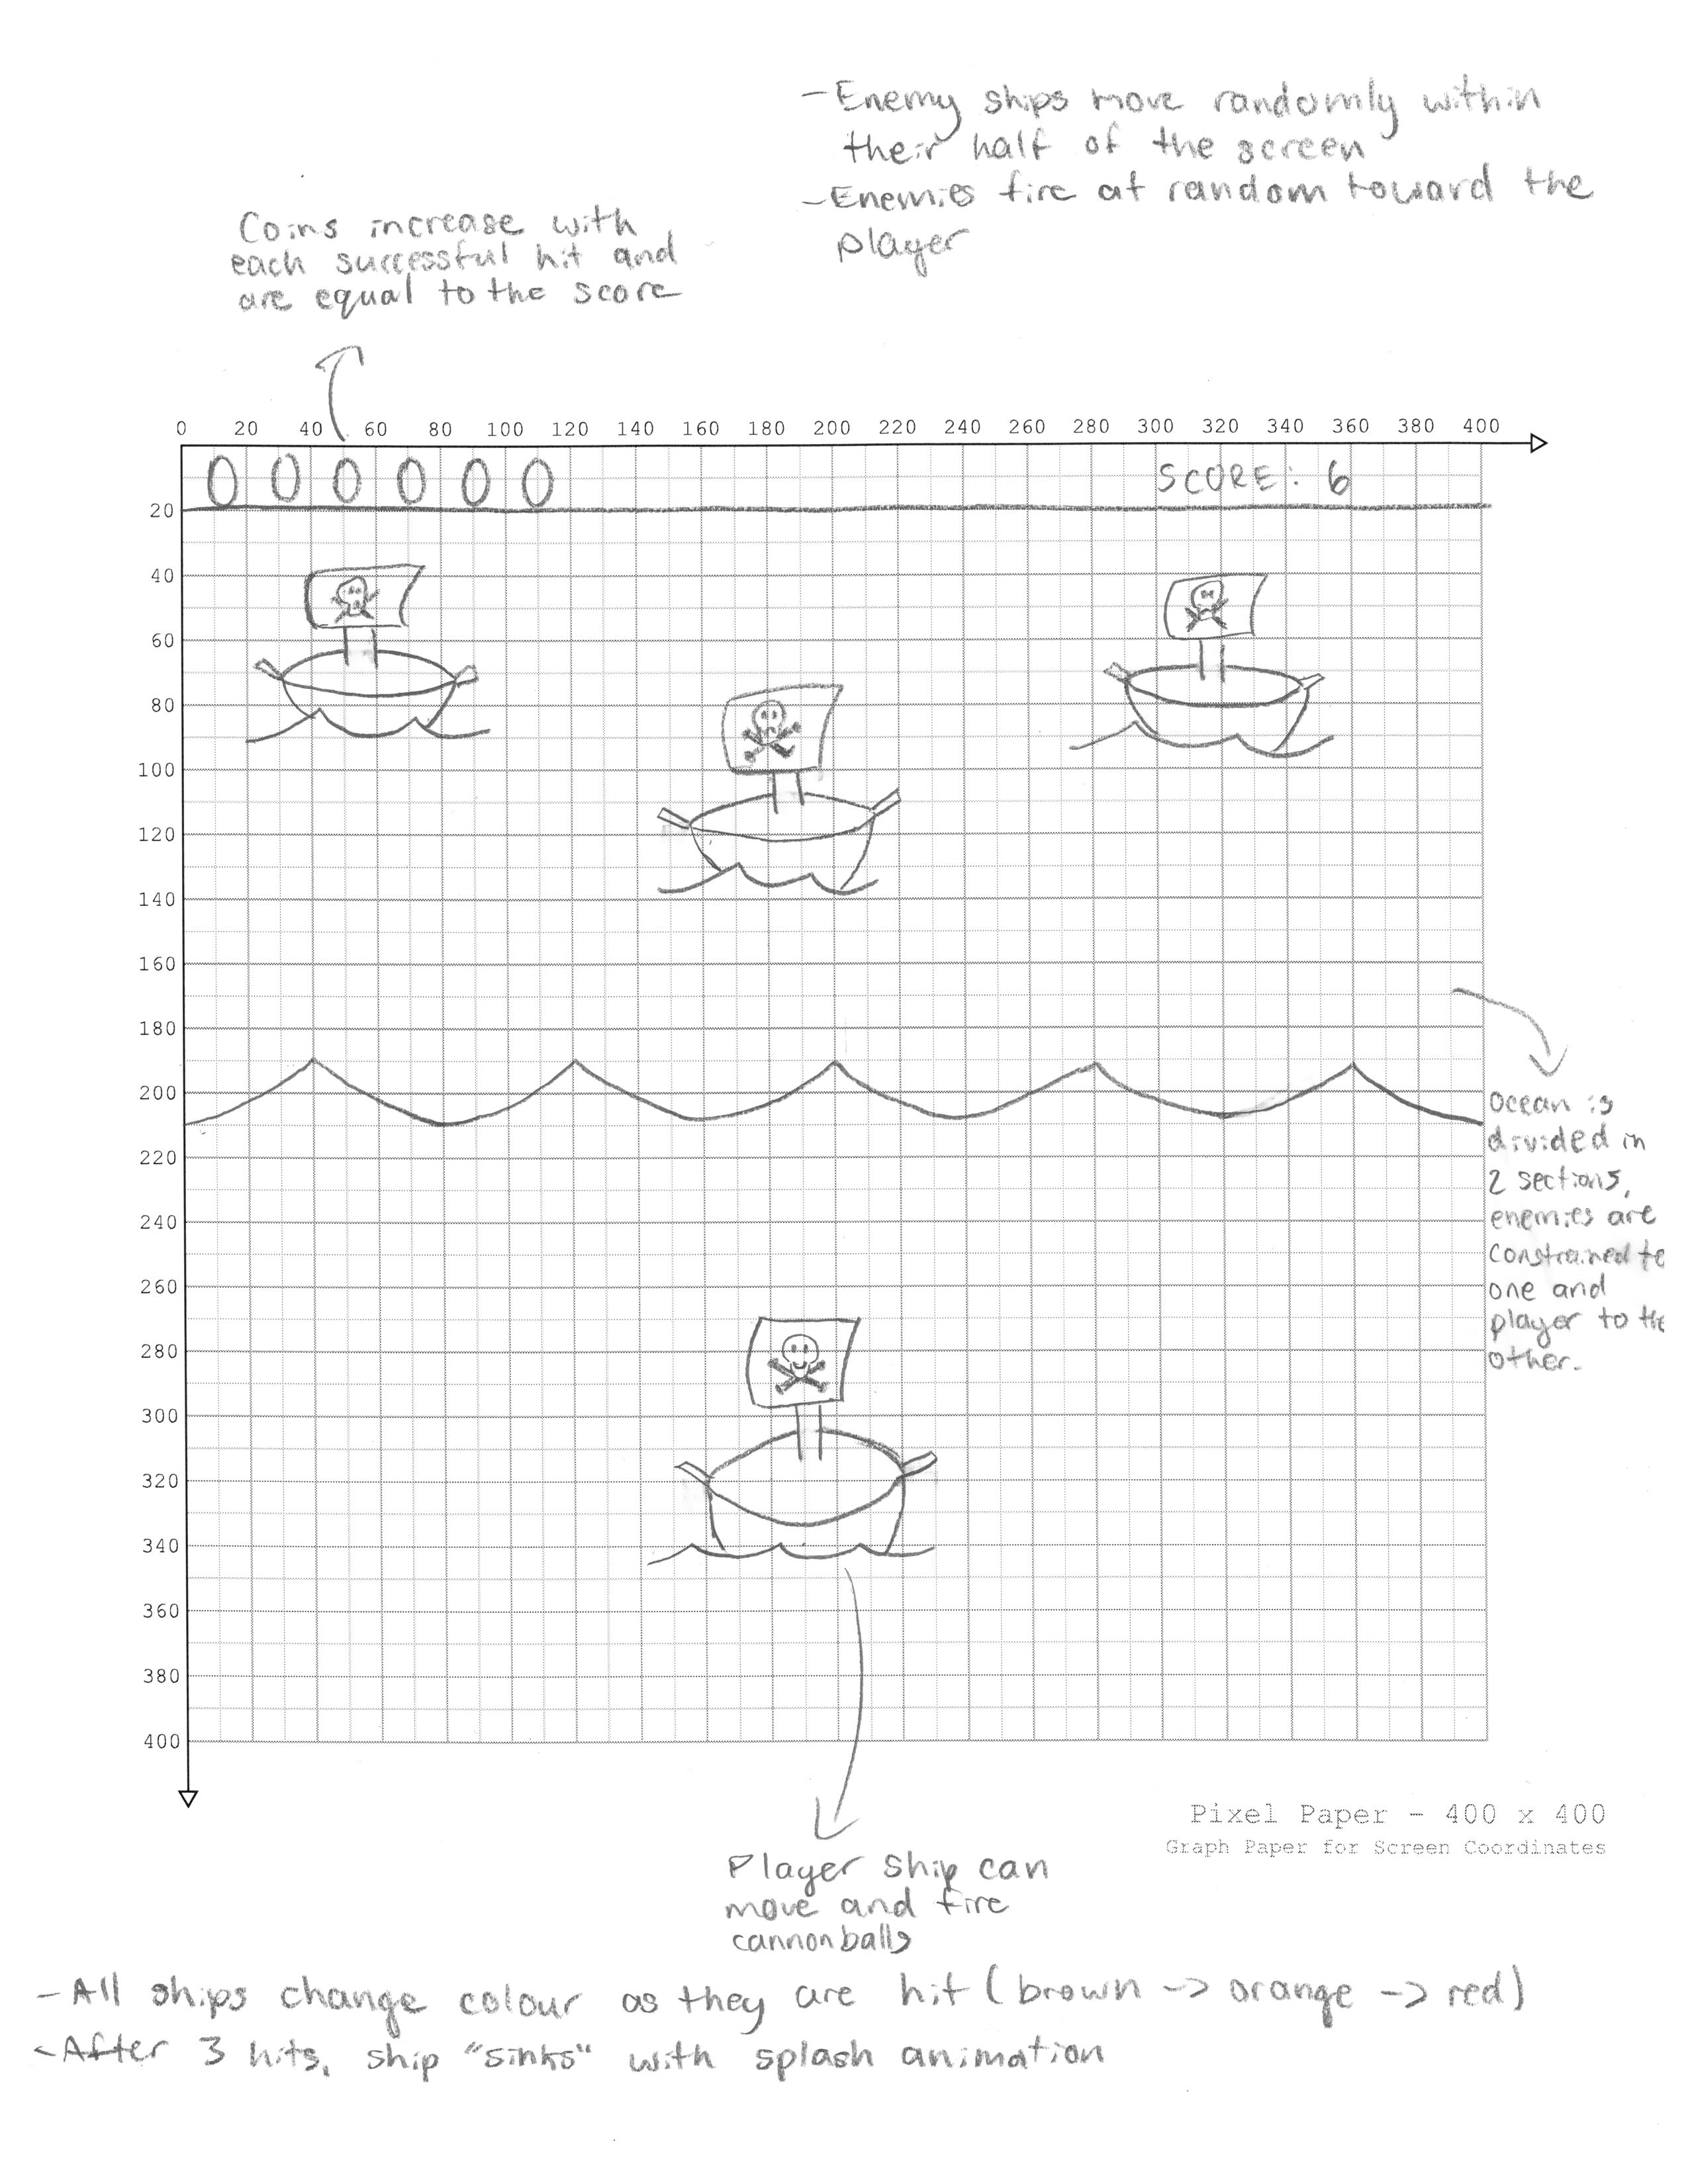 - Enemy ships move randomly within
their half of the screen
- Enemies fire at random toward the
player
Coins increase with
each successful hit and
are equal to the score
0 20 40 60 80 100 120 140 160 180 200 220 240 260 280 300 320 340 360 400
0 0 0 0 0 0
SCORE: 6
20
40
60
80
100
120
140
160
180
200
220
240
260
280
300
320
340
360
380
400
ocean is
divided in
2 sections,
enemies are
constrained to
one and
player to the
other.
Pixel Paper - 400 x 400
Graph Paper for Screen Coordinates
Player ship can
move and fire
cannonballs
- All ships change colour as they are hit (brown -> orange -> red)
- After 3 hits, ship "sinks" with splash animation